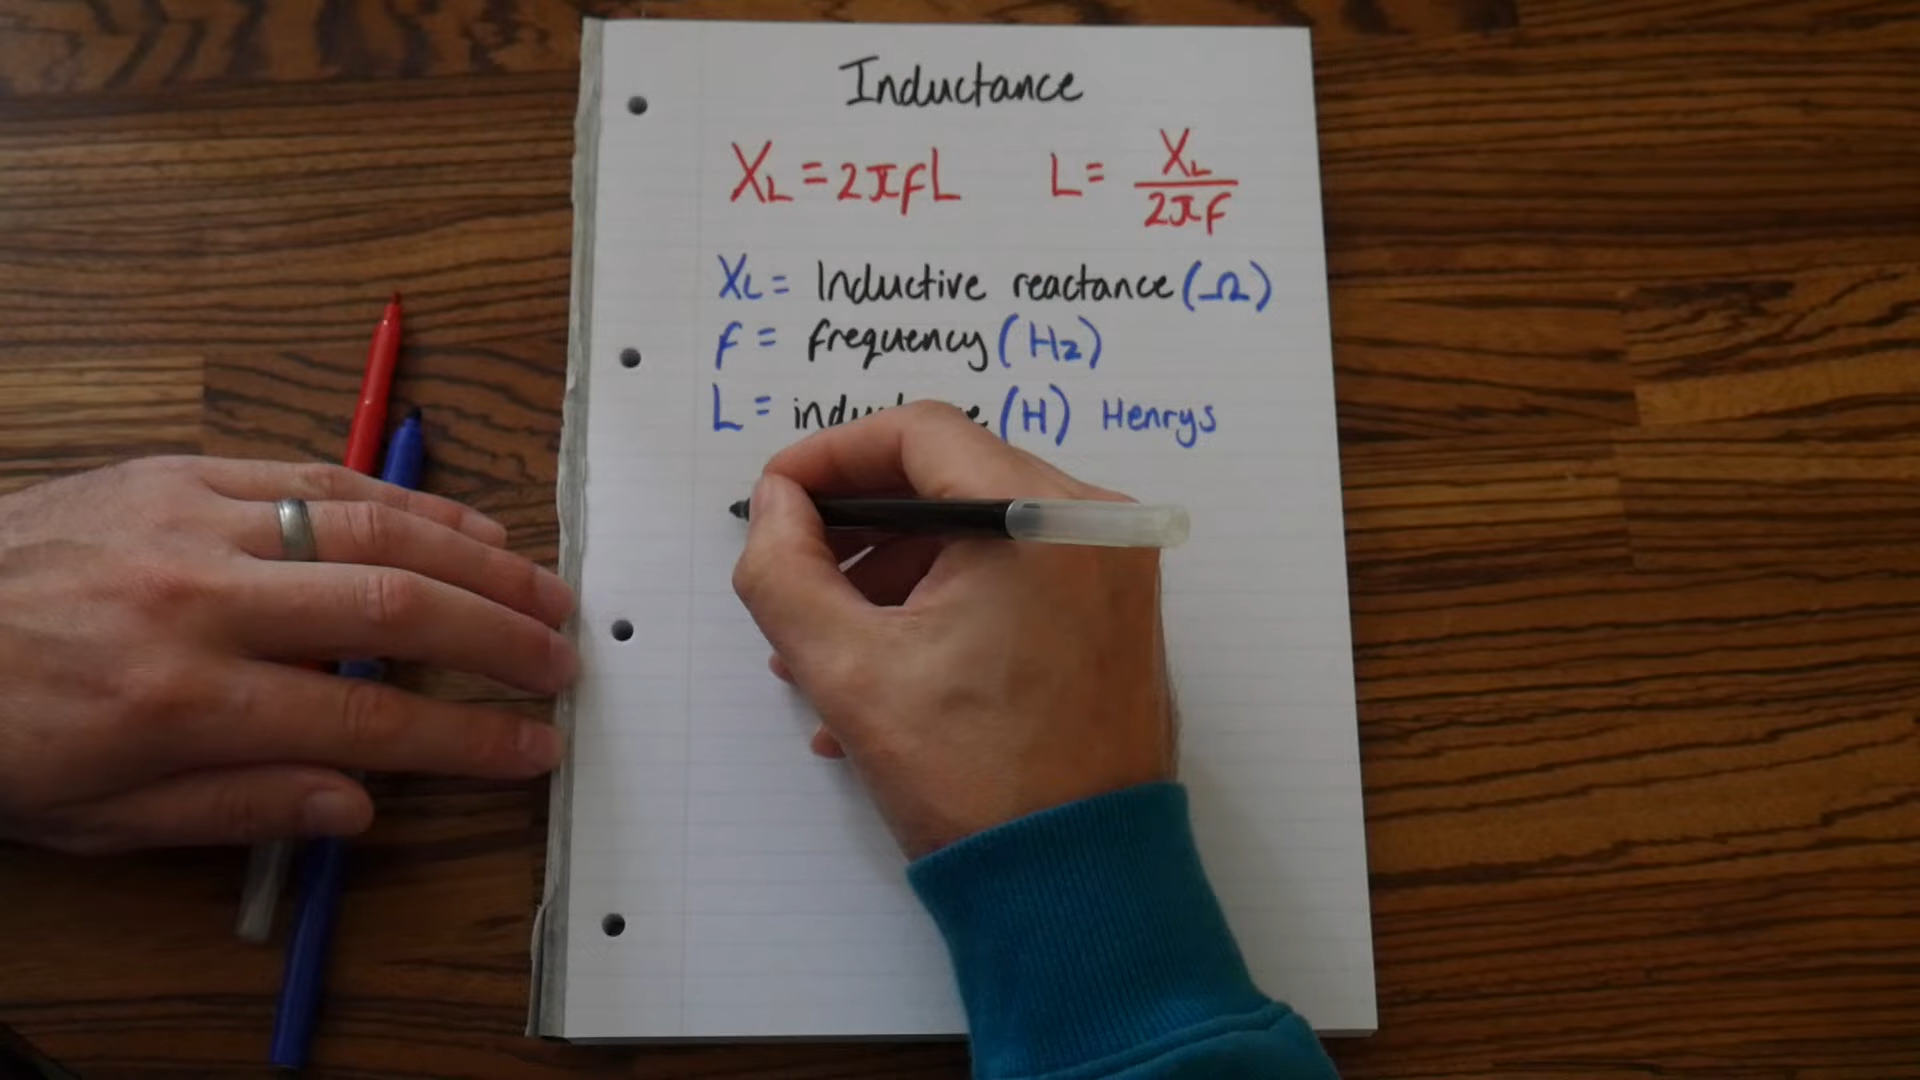 Inductance
XL = 2πfL L = XL / 2πf
XL = Inductive reactance (Ω)
f = frequency (Hz)
L = (H) Henrys